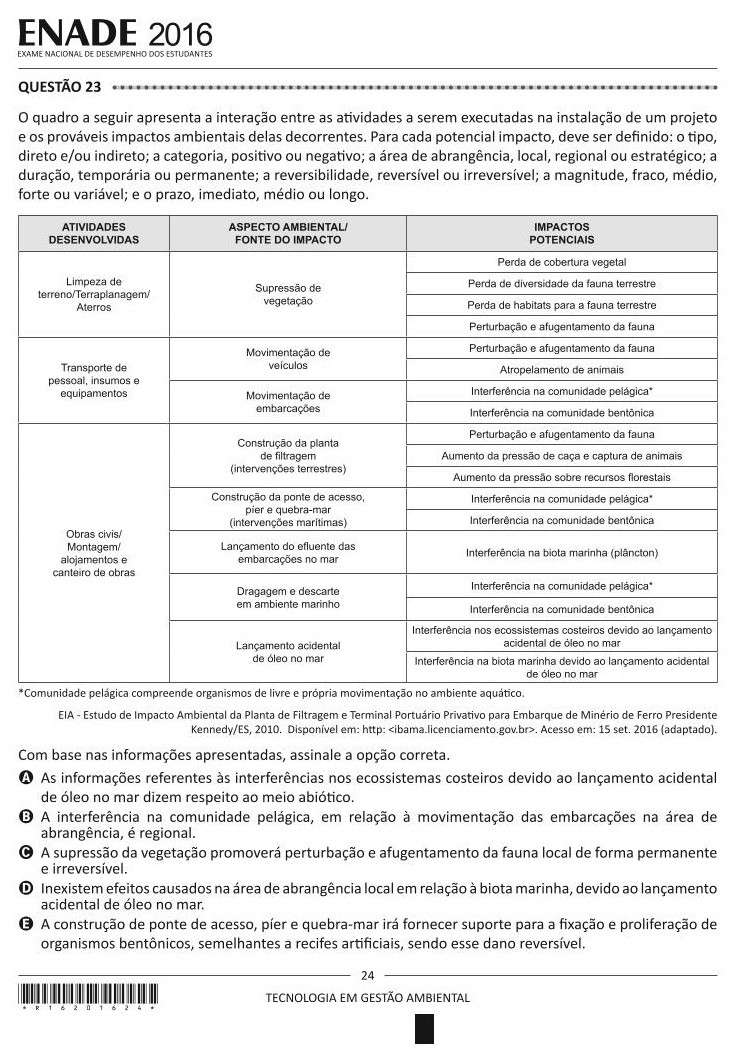 ENADE 2016
EXAME NACIONAL DE DESEMPENHO DOS ESTUDANTES
QUESTÃO 23
O quadro a seguir apresenta a interação entre as atividades a serem executadas na instalação de um projeto
e os prováveis impactos ambientais delas decorrentes. Para cada potencial impacto, deve ser definido: o tipo,
direto e/ou indireto; a categoria, positivo ou negativo; a área de abrangência, local, regional ou estratégico; a
duração, temporária ou permanente; a reversibilidade, reversível ou irreversível; a magnitude, fraco, médio,
forte ou variável; e o prazo, imediato, médio ou longo.
ATIVIDADES
DESENVOLVIDAS
ASPECTO AMBIENTAL/
FONTE DO IMPACTO
IMPACTOS
POTENCIAIS
Limpeza de
terreno/Terraplanagem/
Aterros
Supressão de
vegetação
Perda de cobertura vegetal
Perda de diversidade da fauna terrestre
Perda de habitats para a fauna terrestre
Perturbação e afugentamento da fauna
Transporte de
pessoal, insumos e
equipamentos
Movimentação de
veículos
Perturbação e afugentamento da fauna
Atropelamento de animais
Movimentação de
embarcações
Interferência na comunidade pelágica*
Interferência na comunidade bentônica
Obras civis/
Montagem/
alojamentos e
canteiro de obras
Construção da planta
de filtragem
(intervenções terrestres)
Perturbação e afugentamento da fauna
Aumento da pressão de caça e captura de animais
Aumento da pressão sobre recursos florestais
Construção da ponte de acesso,
píer e quebra-mar
(intervenções marítimas)
Interferência na comunidade pelágica*
Interferência na comunidade bentônica
Lançamento do efluente das
embarcações no mar
Interferência na biota marinha (plâncton)
Dragagem e descarte
em ambiente marinho
Interferência na comunidade pelágica*
Interferência na comunidade bentônica
Lançamento acidental
de óleo no mar
Interferência nos ecossistemas costeiros devido ao lançamento
acidental de óleo no mar
Interferência na biota marinha devido ao lançamento acidental
de óleo no mar
*Comunidade pelágica compreende organismos de livre e própria movimentação no ambiente aquático.
EIA - Estudo de Impacto Ambiental da Planta de Filtragem e Terminal Portuário Privativo para Embarque de Minério de Ferro Presidente
Kennedy/ES, 2010. Disponível em: http: <ibama.licenciamento.gov.br>. Acesso em: 15 set. 2016 (adaptado).
Com base nas informações apresentadas, assinale a opção correta.
A As informações referentes às interferências nos ecossistemas costeiros devido ao lançamento acidental
de óleo no mar dizem respeito ao meio abiótico.
B A interferência na comunidade pelágica, em relação à movimentação das embarcações na área de
abrangência, é regional.
C A supressão da vegetação promoverá perturbação e afugentamento da fauna local de forma permanente
e irreversível.
D Inexistem efeitos causados na área de abrangência local em relação à biota marinha, devido ao lançamento
acidental de óleo no mar.
E A construção de ponte de acesso, píer e quebra-mar irá fornecer suporte para a fixação e proliferação de
organismos bentônicos, semelhantes a recifes artificiais, sendo esse dano reversível.
24
TECNOLOGIA EM GESTÃO AMBIENTAL
*R16201624*